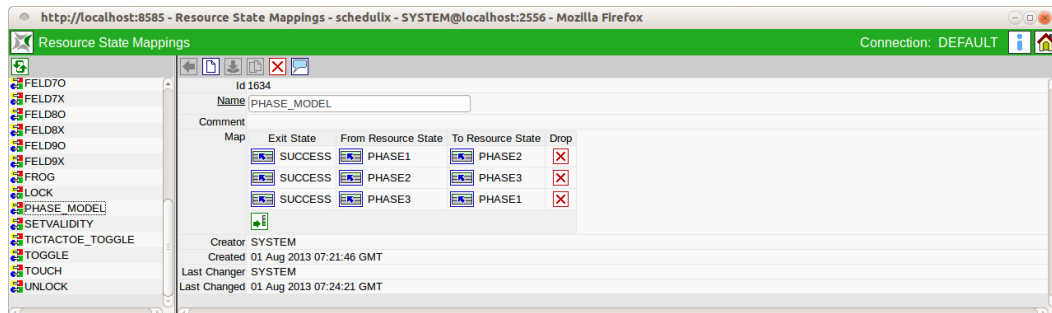 http://localhost:8585 - Resource State Mappings - schedulix - SYSTEM@localhost:2556 - Mozilla Firefox
Resource State Mappings
Connection: DEFAULT
FELD7O
FELD7X
FELD8O
FELD8X
FELD9O
FELD9X
FROG
LOCK
PHASE_MODEL
SETVALIDITY
TICTACTOE_TOGGLE
TOGGLE
TOUCH
UNLOCK
Id 1634
Name PHASE_MODEL
Comment
Map Exit State From Resource State To Resource State Drop
SUCCESS PHASE1 PHASE2
SUCCESS PHASE2 PHASE3
SUCCESS PHASE3 PHASE1
Creator SYSTEM
Created 01 Aug 2013 07:21:46 GMT
Last Changer SYSTEM
Last Changed 01 Aug 2013 07:24:21 GMT